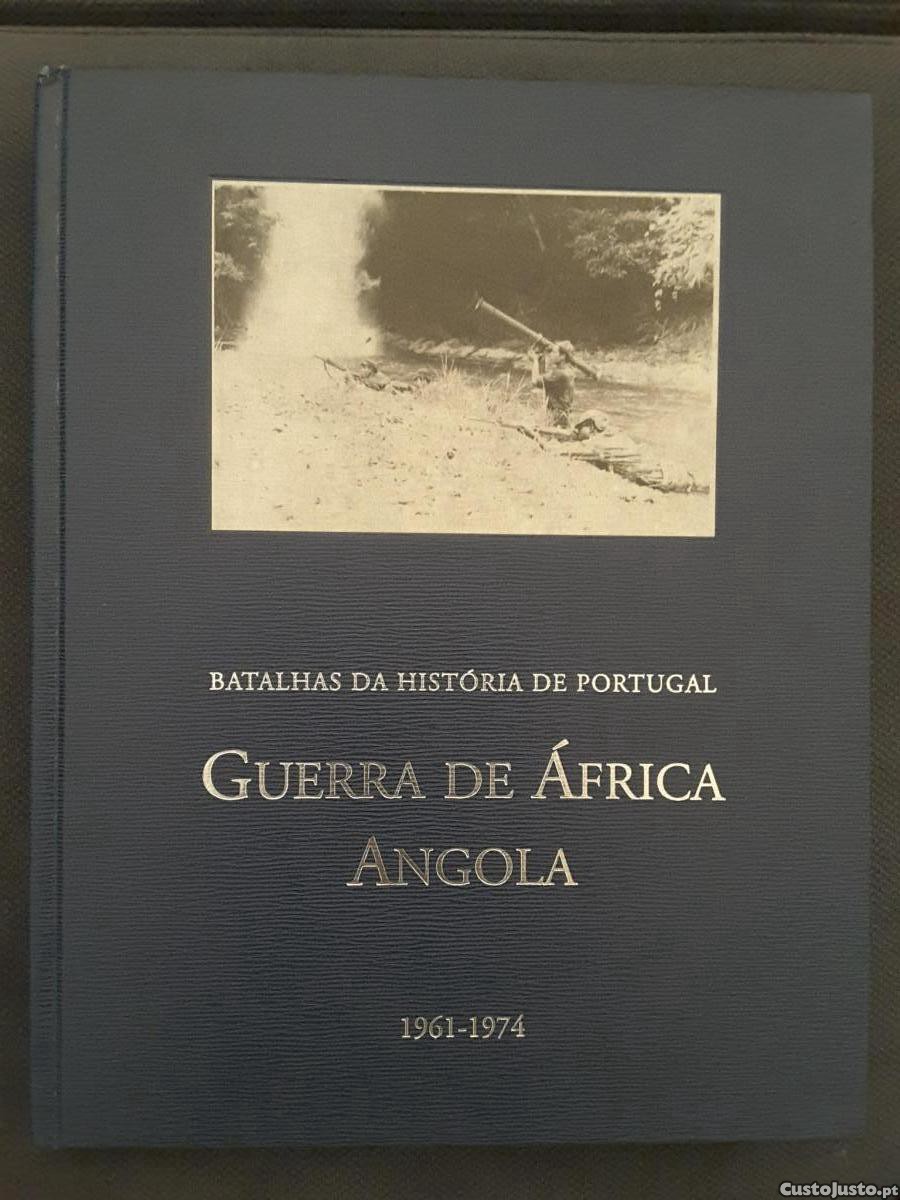 BATALHAS DA HISTÓRIA DE PORTUGAL
GUERRA DE ÁFRICA
ANGOLA
1961-1974
CustoJusto.pt